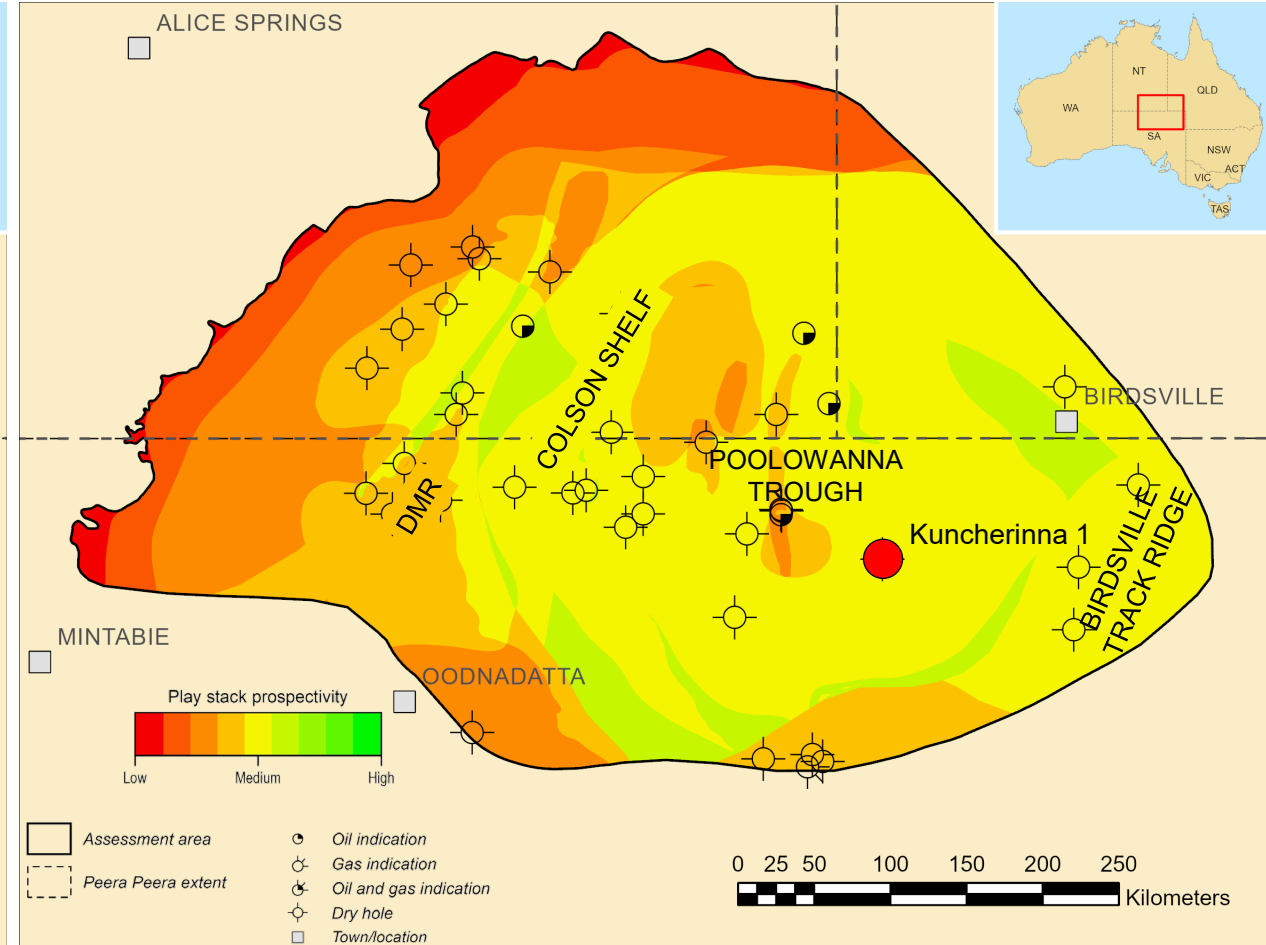 ALICE SPRINGS
NT
QLD
WA
SA
NSW
ACT
VIC
TAS
COLSON SHELF
BIRDSVILLE
POOLOWANNA
TROUGH
DMR
Kuncherinna 1
BIRDSVILLE
TRACK RIDGE
MINTABIE
OODNADATTA
Play stack prospectivity
Low Medium High
Assessment area
Peera Peera extent
Oil indication
Gas indication
Oil and gas indication
Dry hole
Town/location
0 25 50 100 150 200 250
Kilometers